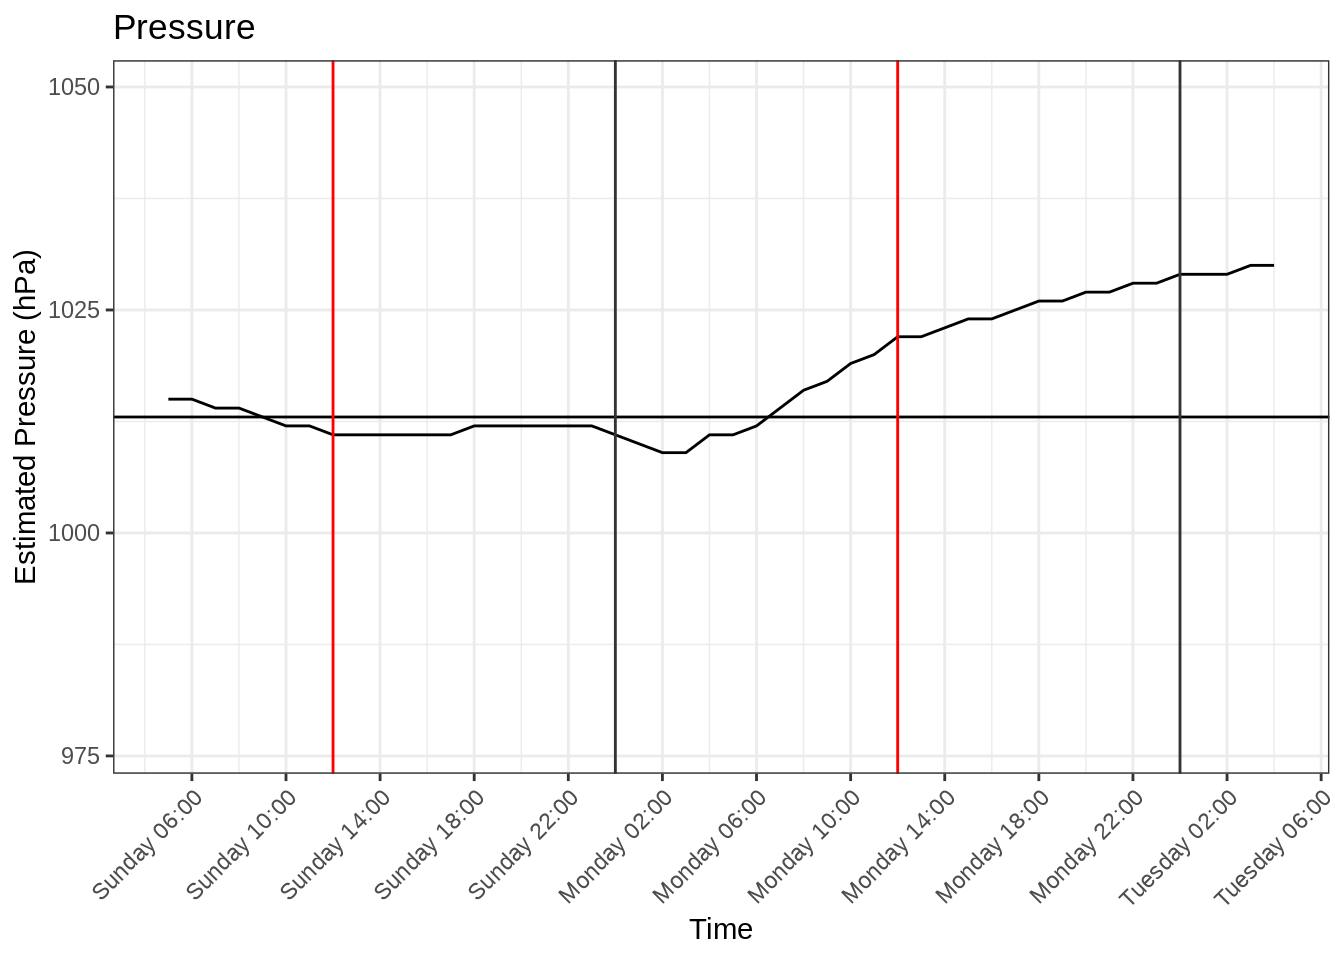 Pressure
Estimated Pressure (hPa)
1050
1025
1000
975
Sunday 06:00
Sunday 10:00
Sunday 14:00
Sunday 18:00
Sunday 22:00
Monday 02:00
Monday 06:00
Monday 10:00
Monday 14:00
Monday 18:00
Monday 22:00
Tuesday 02:00
Tuesday 06:00
Time